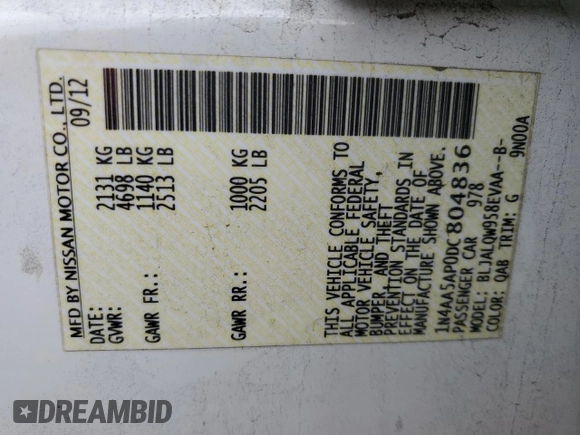 MFD BY NISSAN MOTOR CO., LTD.
DATE: 09/12
GVWR: 2131 KG
4698 LB
GAWR FR.: 1140 KG
2513 LB
GAWR RR.: 1000 KG
2205 LB
THIS VEHICLE CONFORMS TO
ALL APPLICABLE FEDERAL
MOTOR VEHICLE SAFETY,
BUMPER AND THEFT
PREVENTION STANDARDS IN
EFFECT ON THE DATE OF
MANUFACTURE SHOWN ABOVE.
1N4AA5AP0DC804836
PASSENGER CAR 978
MODEL: BLJALQW958EVAA--B-
COLOR: QAB TRIM: G 9N00A
DREAMBID